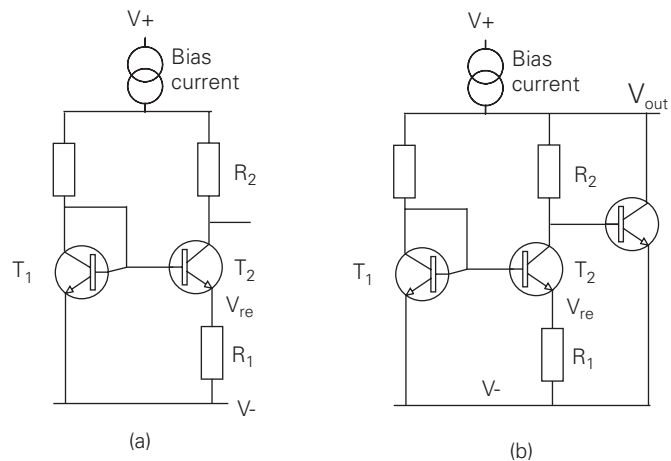 V+
Bias
current
R2
T1
T2
Vre
R1
V-
(a)
V+
Bias
current
Vout
R2
T1
T2
Vre
R1
V-
(b)